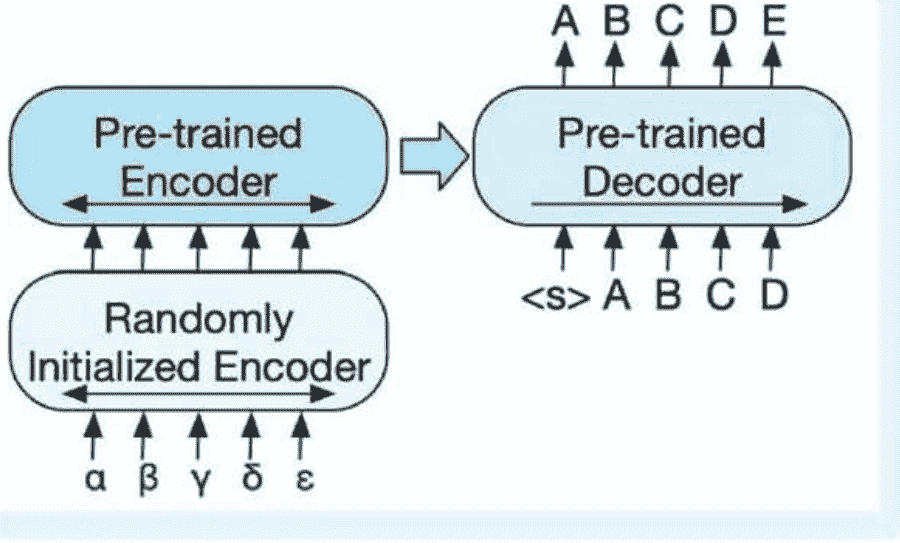 A B C D E
Pre-trained
Encoder
Pre-trained
Decoder
<s> A B C D
Randomly
Initialized Encoder
α β γ δ ε